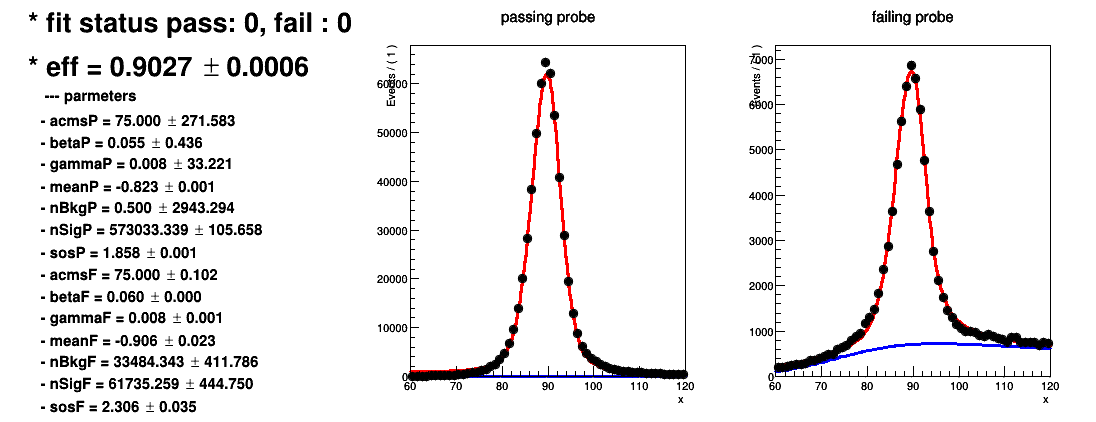 * fit status pass: 0, fail : 0
* eff = 0.9027 ± 0.0006
--- parmeters
- acmsP = 75.000 ± 271.583
- betaP = 0.055 ± 0.436
- gammaP = 0.008 ± 33.221
- meanP = -0.823 ± 0.001
- nBkgP = 0.500 ± 2943.294
- nSigP = 573033.339 ± 105.658
- sosP = 1.858 ± 0.001
- acmsF = 75.000 ± 0.102
- betaF = 0.060 ± 0.000
- gammaF = 0.008 ± 0.001
- meanF = -0.906 ± 0.023
- nBkgF = 33484.343 ± 411.786
- nSigF = 61735.259 ± 444.750
- sosF = 2.306 ± 0.035
passing probe
Events / ( 1 )
60000
50000
40000
30000
20000
10000
0
60 70 80 90 100 110 120
x
failing probe
Events / ( 1 )
7000
6000
5000
4000
3000
2000
1000
0
60 70 80 90 100 110 120
x